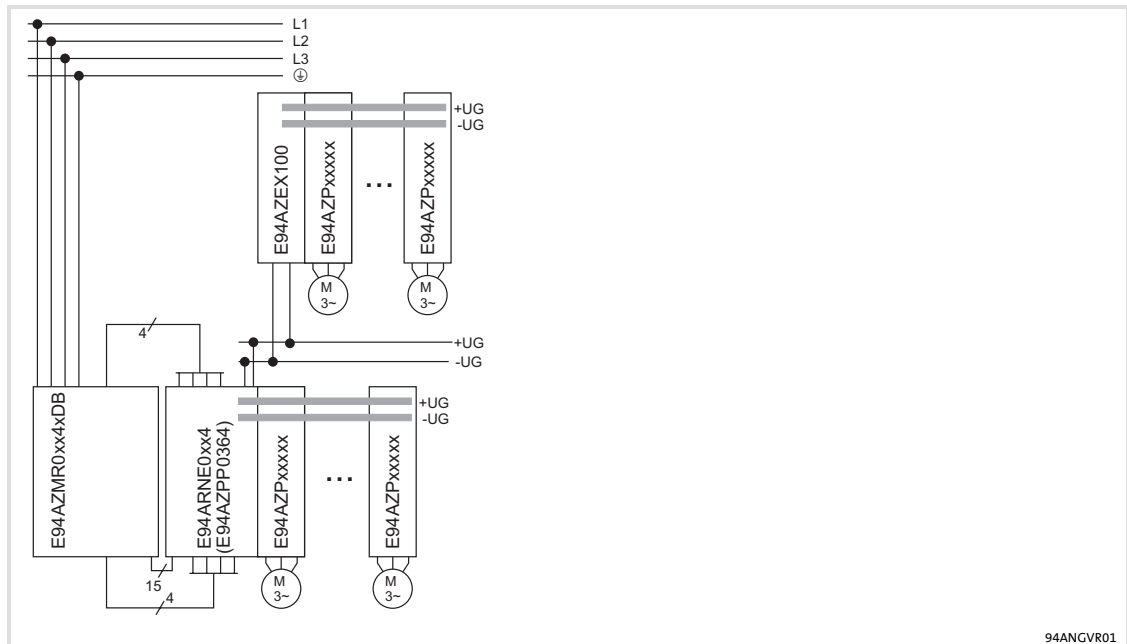 L1
L2
L3
+UG
-UG
E94AZEX100
E94AZPxxxxx
...
E94AZPxxxxx
M
3~
M
3~
4
+UG
-UG
E94AZMR0xx4xDB
E94ARNE0xx4
(E94AZPP0364)
E94AZPxxxxx
...
E94AZPxxxxx
+UG
-UG
15
4
M
3~
M
3~
94ANGVR01